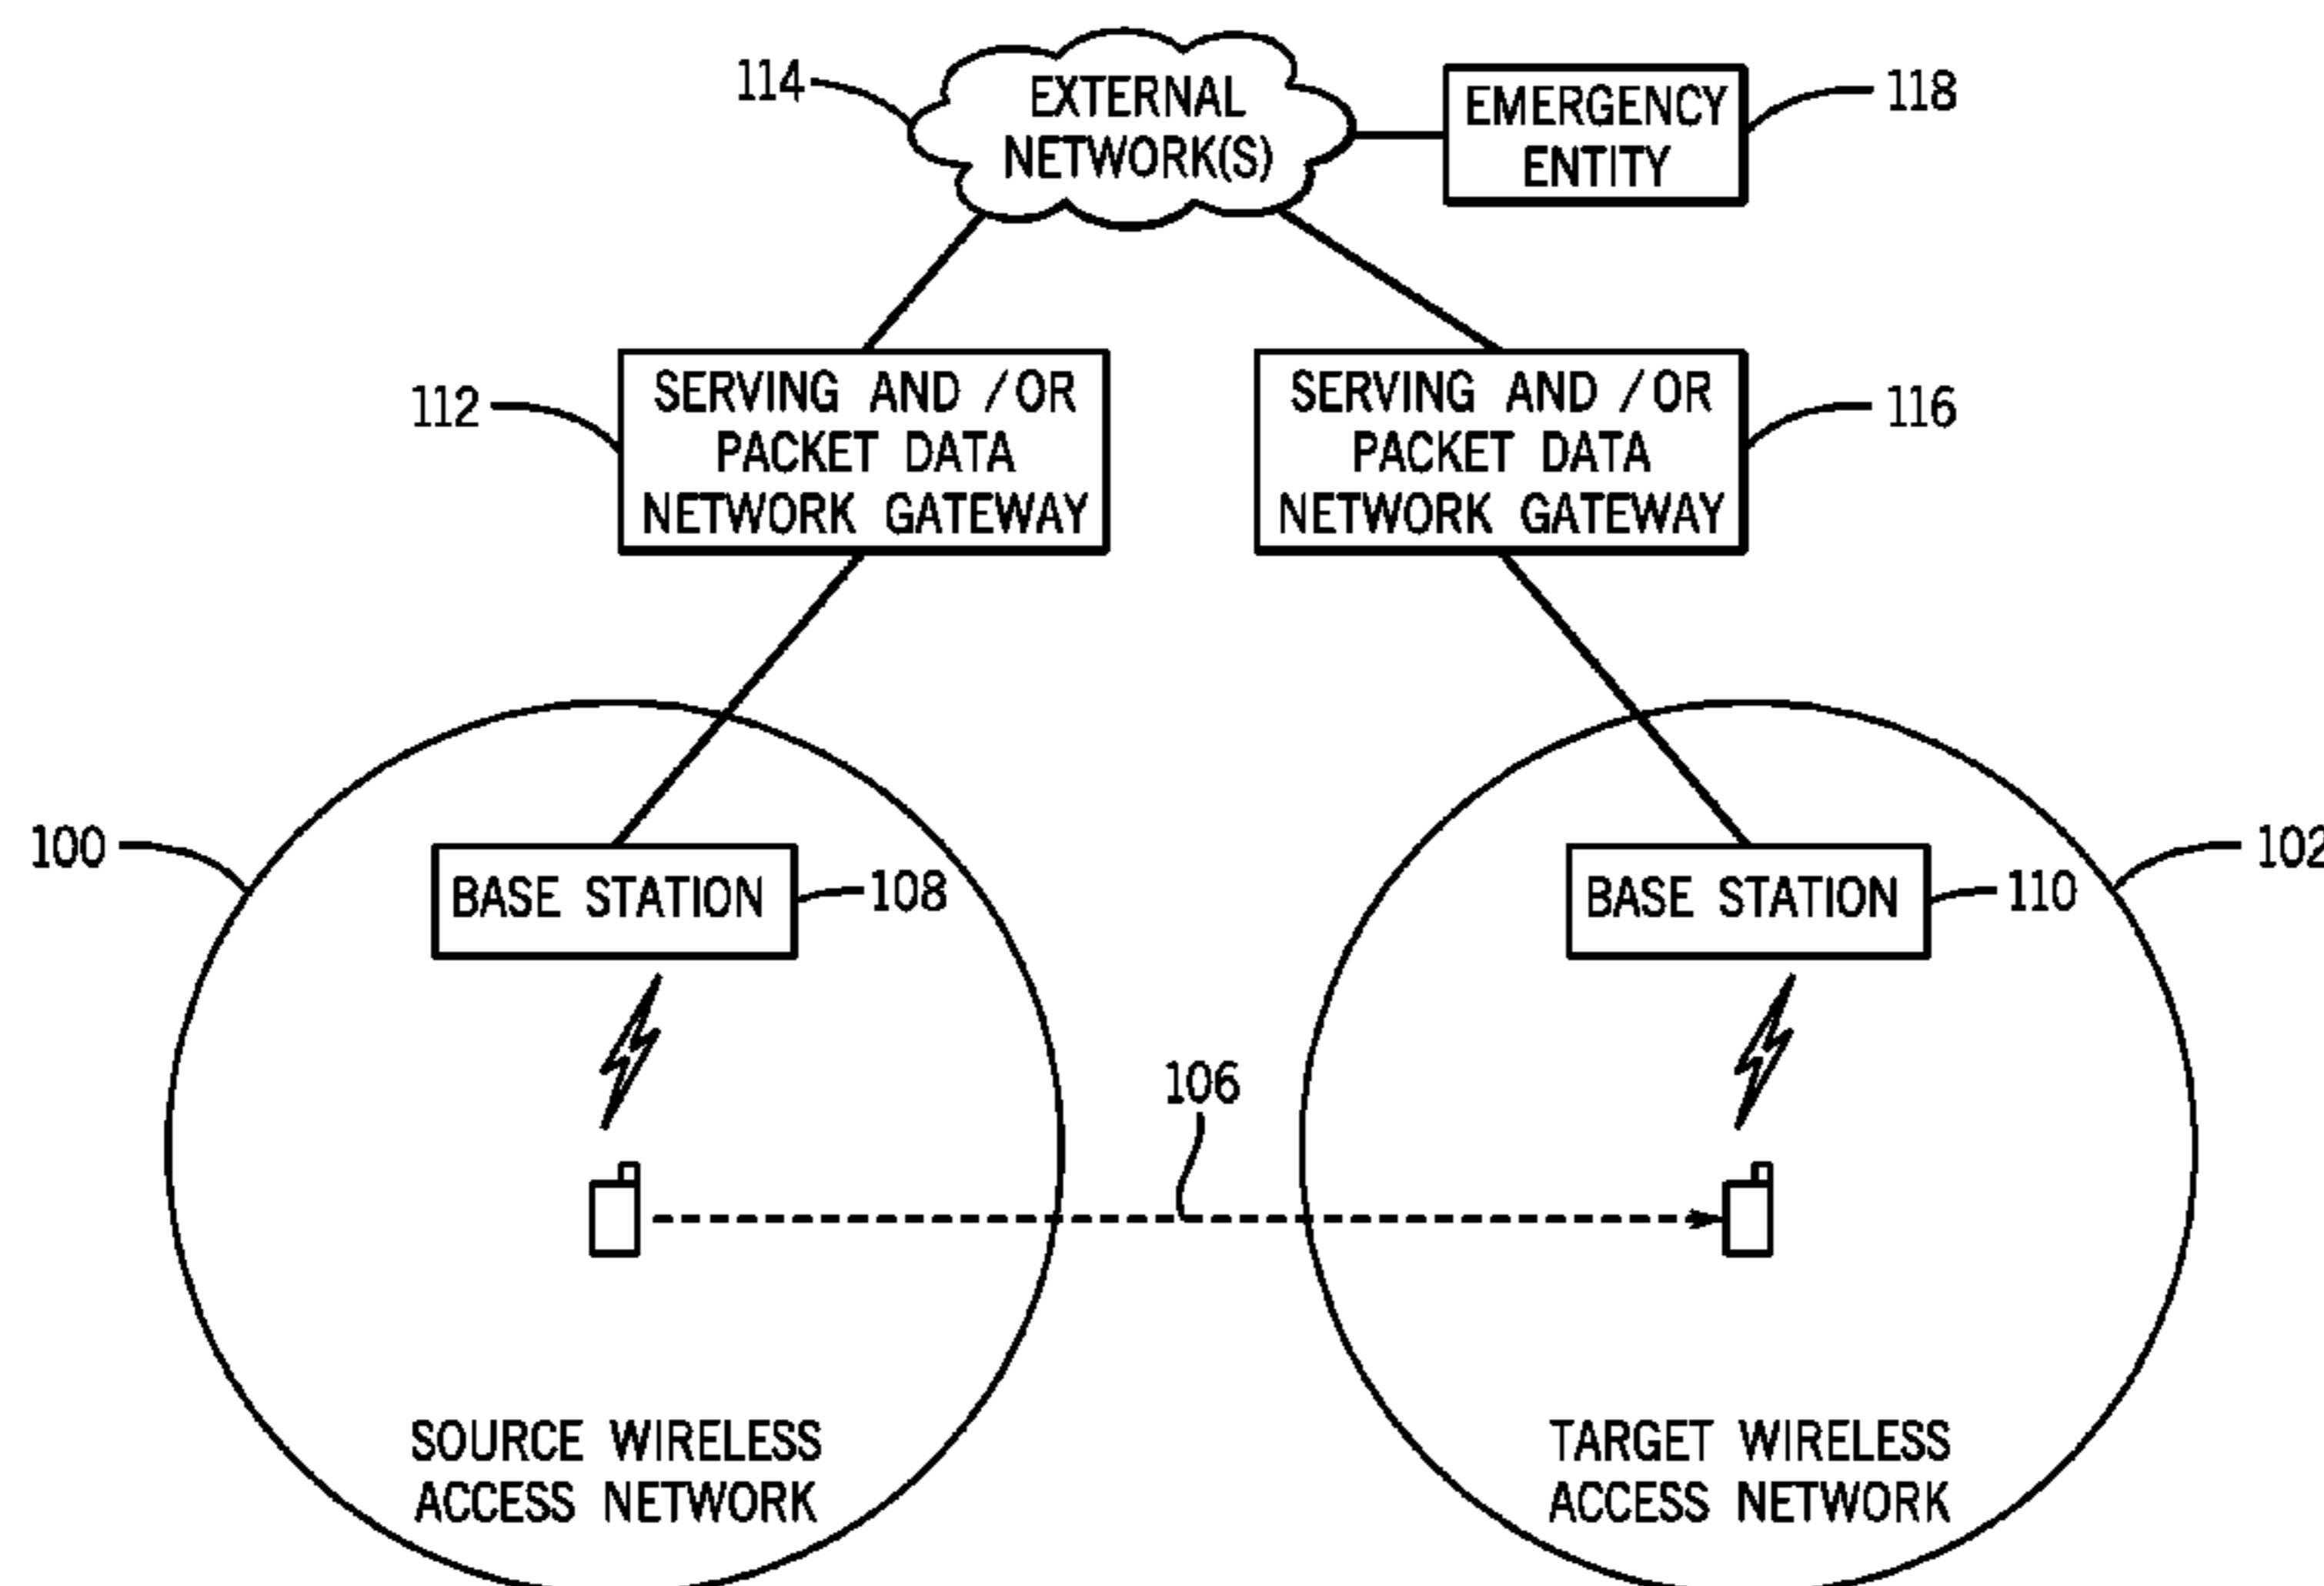 114
EXTERNAL
NETWORK(S)
EMERGENCY
ENTITY
118
112
SERVING AND /OR
PACKET DATA
NETWORK GATEWAY
SERVING AND /OR
PACKET DATA
NETWORK GATEWAY
116
100
BASE STATION
108
BASE STATION
110
102
106
SOURCE WIRELESS
ACCESS NETWORK
TARGET WIRELESS
ACCESS NETWORK